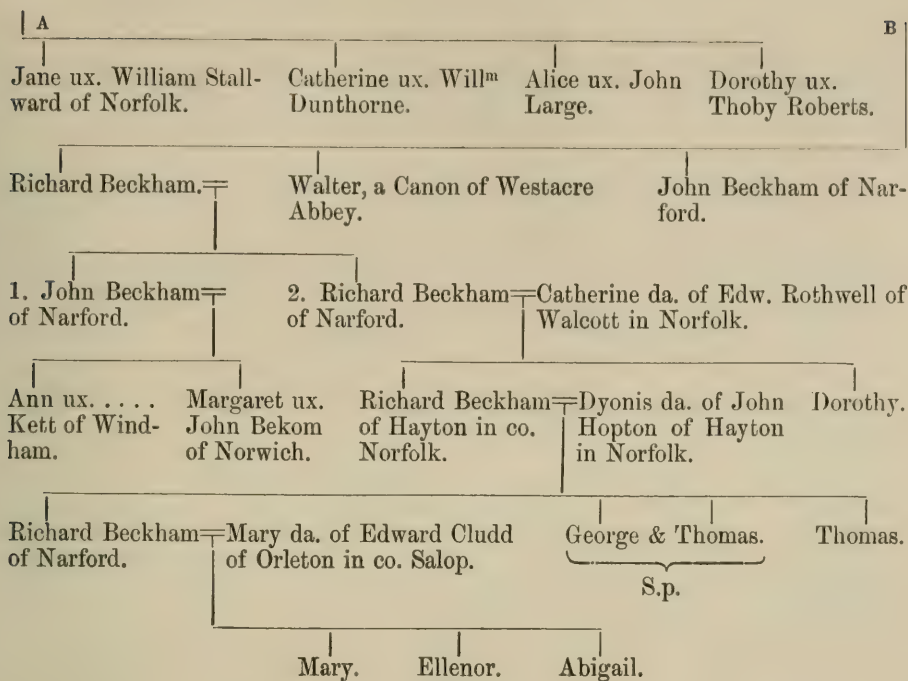 A B
Jane ux. William Stall-
ward of Norfolk.
Catherine ux. Willᵐ
Dunthorne.
Alice ux. John
Large.
Dorothy ux.
Thoby Roberts.
Richard Beckham.
Walter, a Canon of Westacre
Abbey.
John Beckham of Nar-
ford.
1. John Beckham
of Narford.
2. Richard Beckham
of Narford.
Catherine da. of Edw. Rothwell of
Walcott in Norfolk.
Ann ux. . . . .
Kett of Wind-
ham.
Margaret ux.
John Bekom
of Norwich.
Richard Beckham
of Hayton in co.
Norfolk.
Dyonis da. of John
Hopton of Hayton
in Norfolk.
Dorothy.
Richard Beckham
of Narford.
Mary da. of Edward Cludd
of Orleton in co. Salop.
George & Thomas.
S.p.
Thomas.
Mary. Ellenor. Abigail.